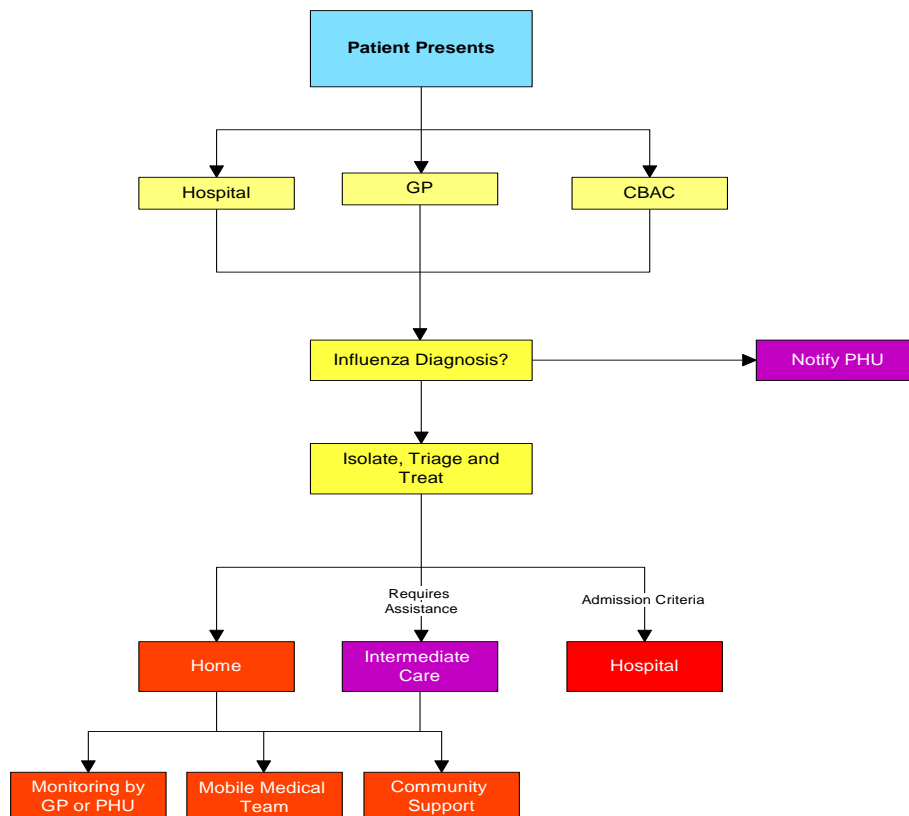 Patient Presents
Hospital
GP
CBAC
Influenza Diagnosis?
Notify PHU
Isolate, Triage and
Treat
Requires
Assistance
Admission Criteria
Home
Intermediate
Care
Hospital
Monitoring by
GP or PHU
Mobile Medical
Team
Community
Support